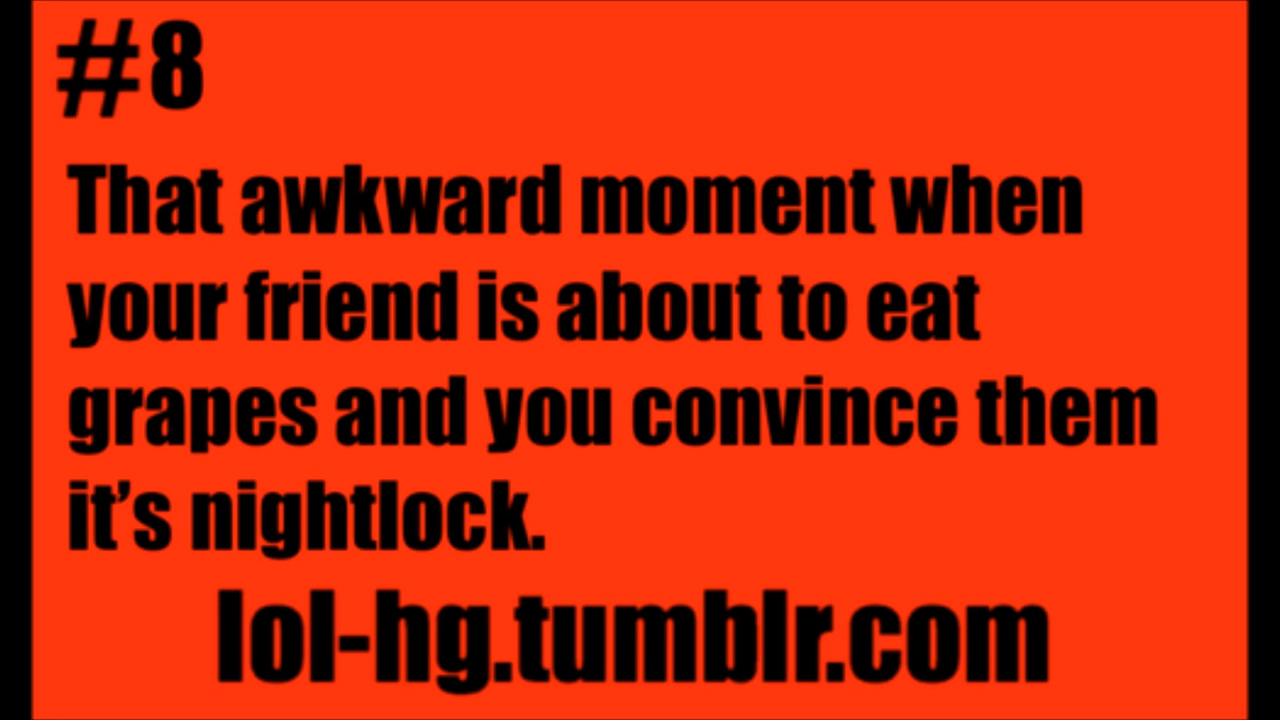 #8
That awkward moment when
your friend is about to eat
grapes and you convince them
it’s nightlock.
lol-hg.tumblr.com